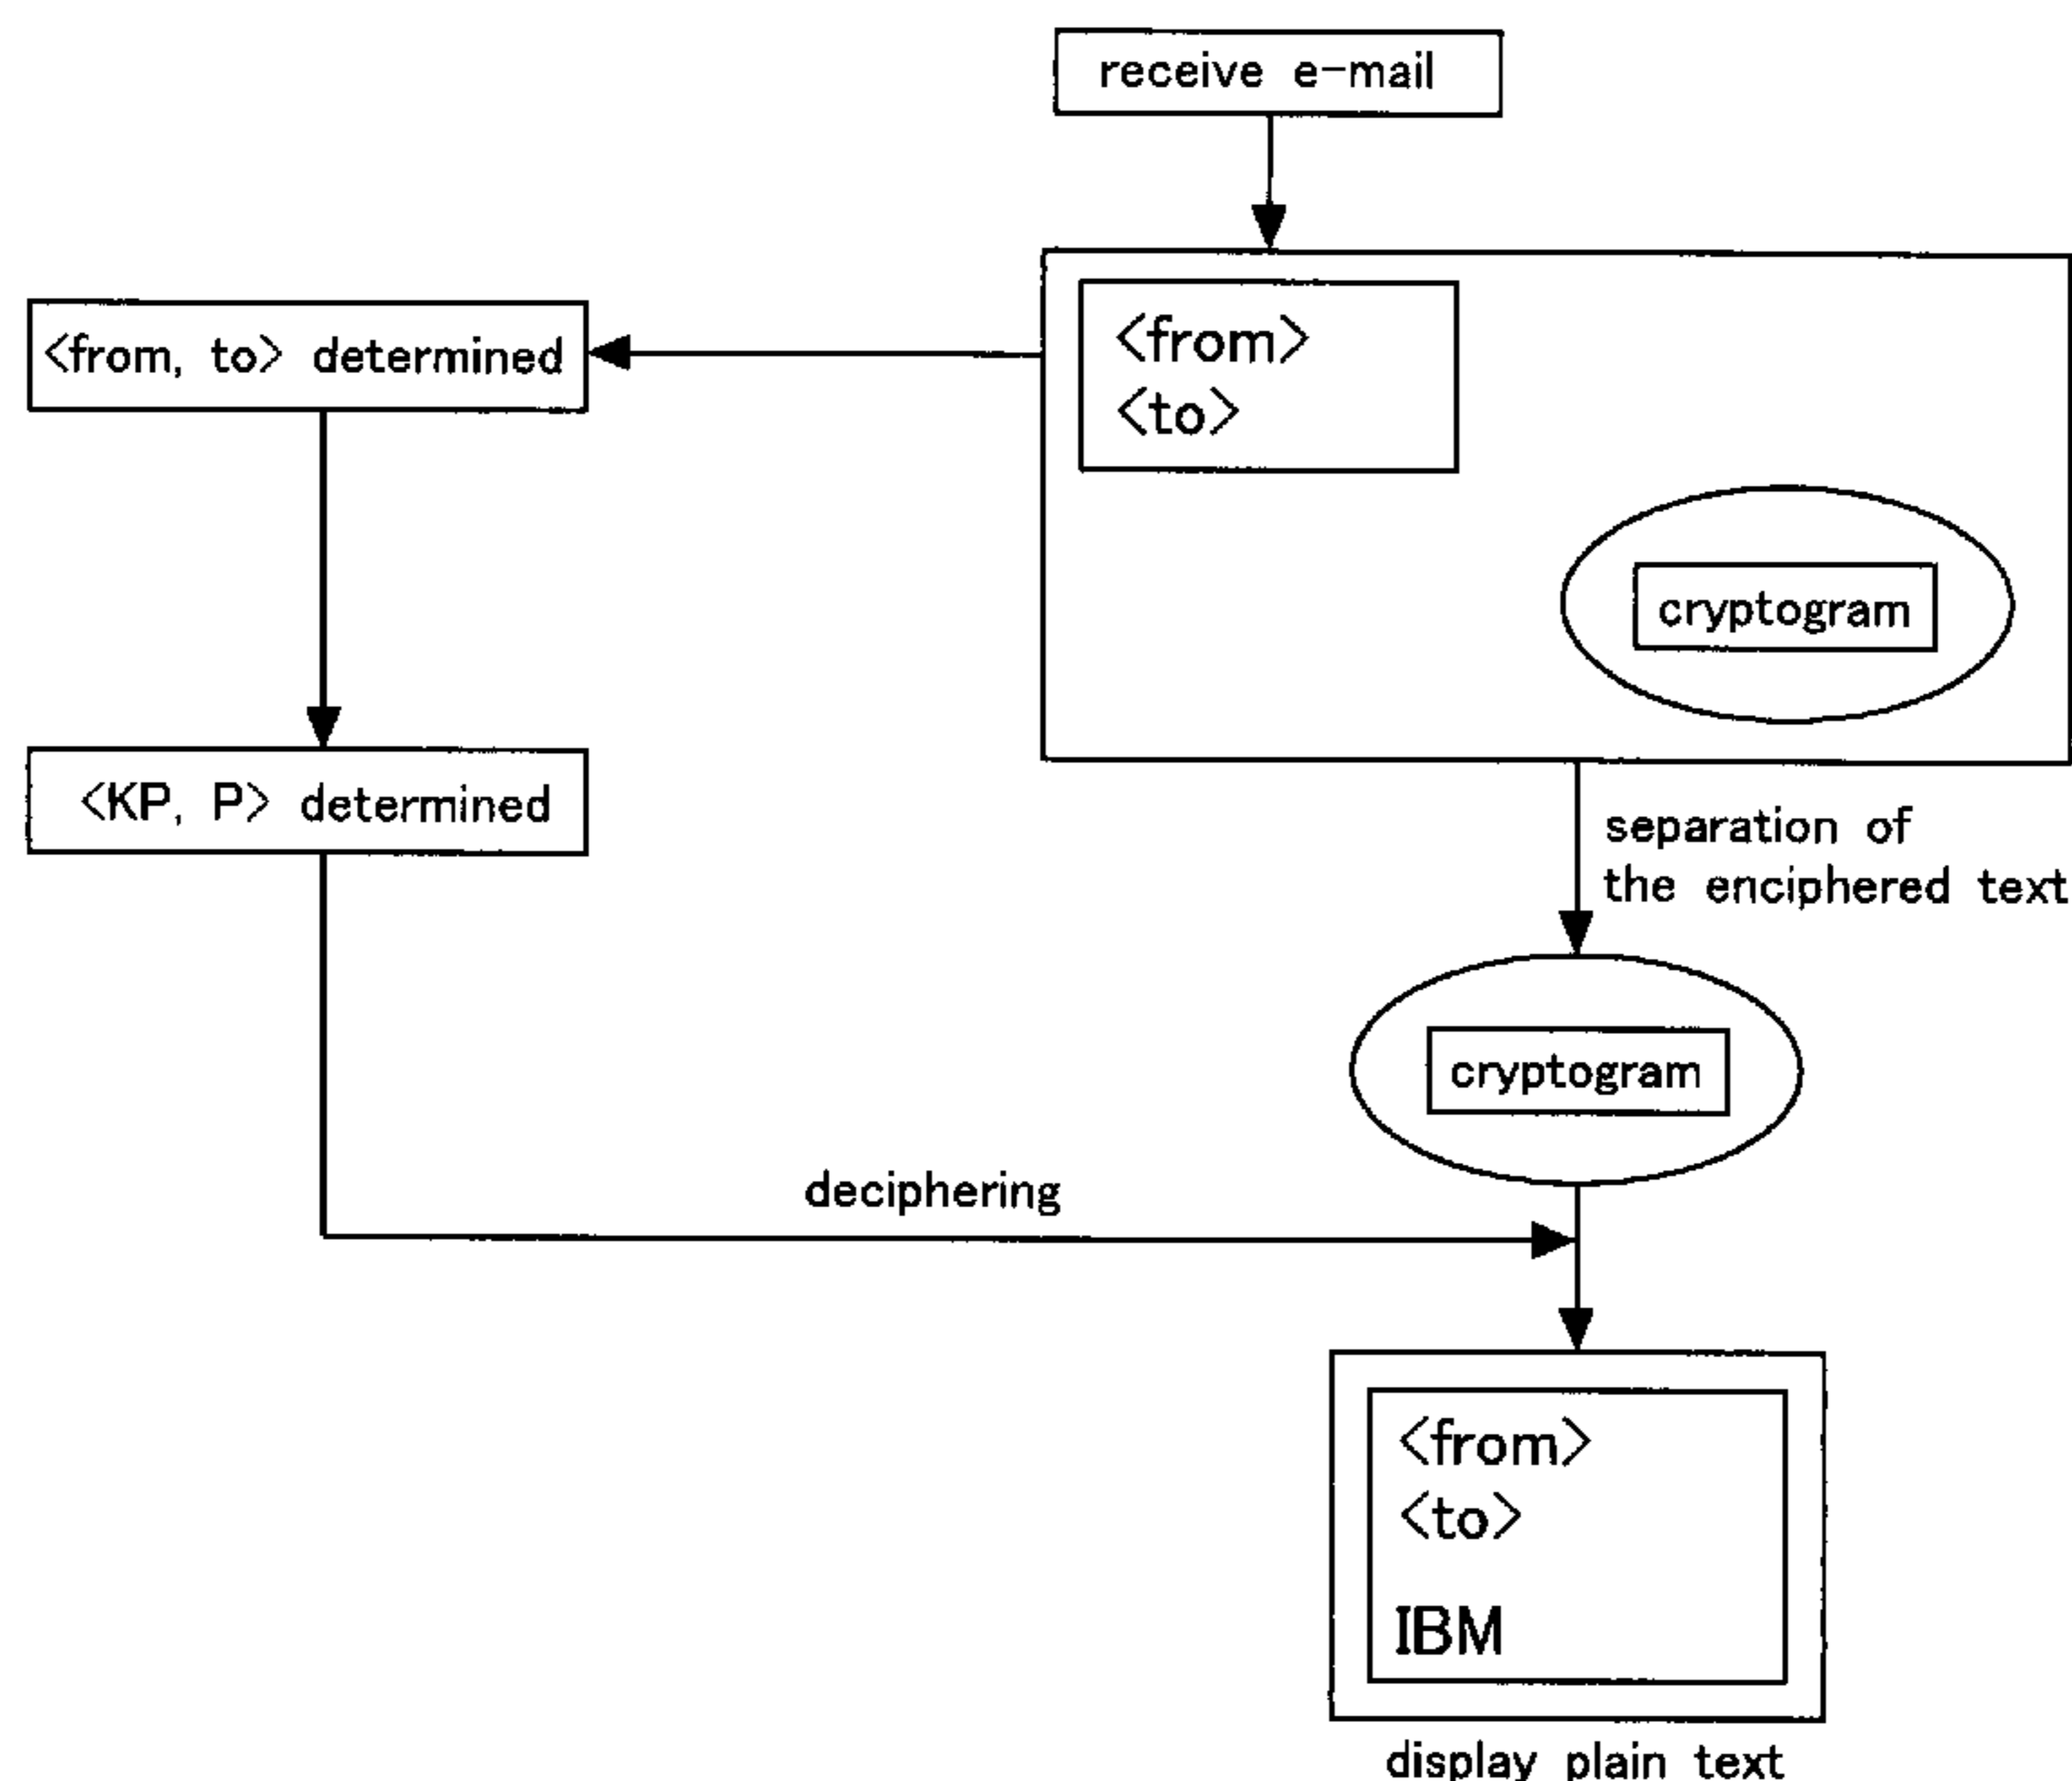 receive e-mail
<from>
<to>
<from, to> determined
cryptogram
<KP, P> determined
separation of
the enciphered text
cryptogram
deciphering
<from>
<to>
IBM
display plain text